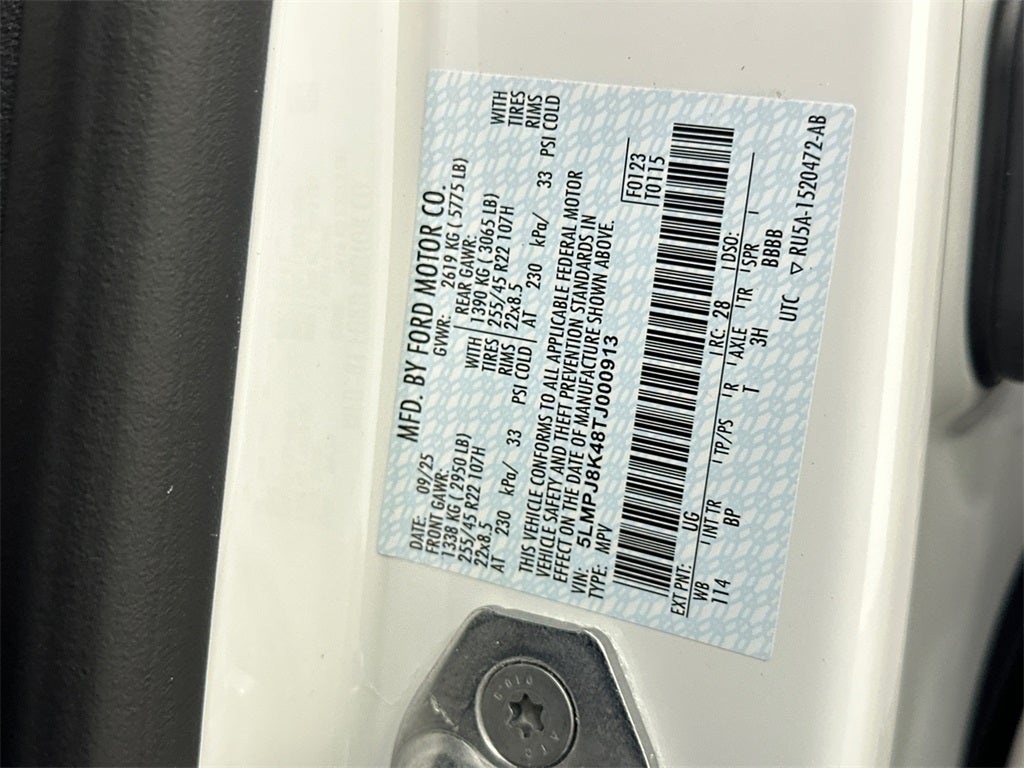 MFD. BY FORD MOTOR CO.
DATE: 09/25 GVWR: 2619 KG ( 5775 LB)
FRONT GAWR: REAR GAWR:
1338 KG ( 2950 LB) WITH 1390 KG ( 3065 LB) WITH
255/45 R22 107H TIRES 255/45 R22 107H TIRES
22x8.5 RIMS 22x8.5 RIMS
AT 230 kPa/ 33 PSI COLD AT 230 kPa/ 33 PSI COLD
THIS VEHICLE CONFORMS TO ALL APPLICABLE FEDERAL MOTOR
VEHICLE SAFETY AND THEFT PREVENTION STANDARDS IN
EFFECT ON THE DATE OF MANUFACTURE SHOWN ABOVE.
VIN: 5LMPJ8K48TJ000913 F0123
TYPE: MPV T0115
EXT PNT: UG RC: 28 DSO:
WB INT TR TP/PS R AXLE TR SPR
114 BP T 3H BBBB
UTC ▽ RU5A-1520472-AB